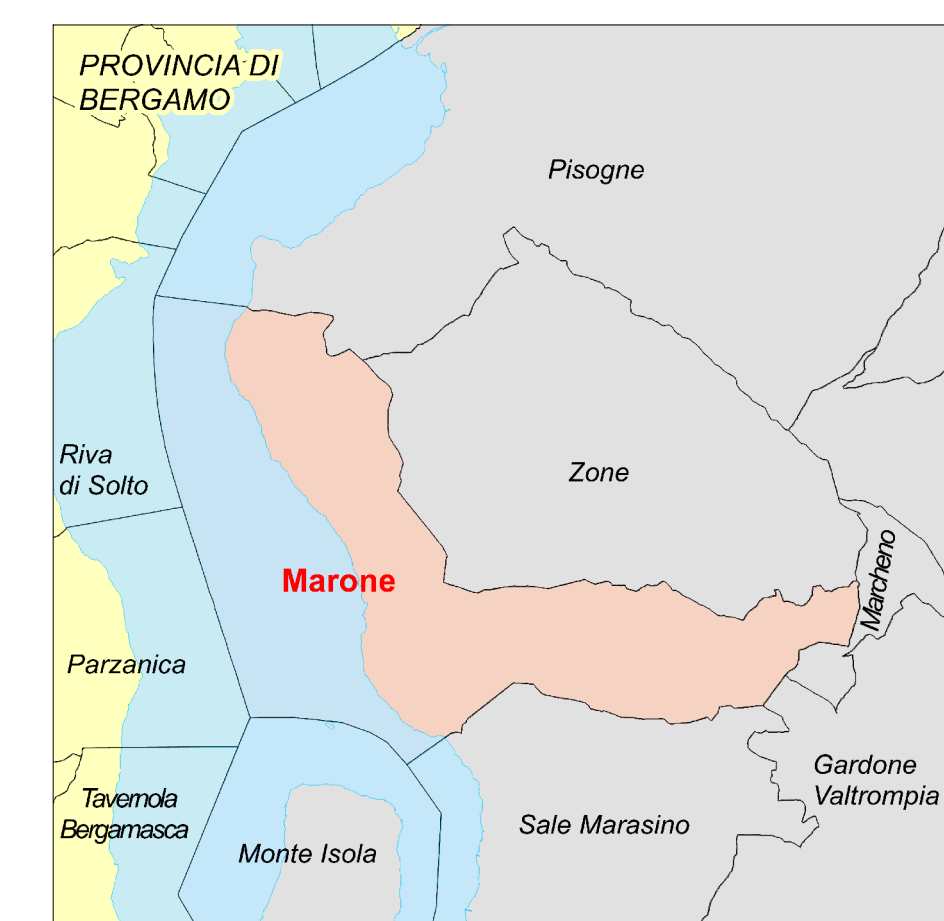 PROVINCIA DI
BERGAMO
Pisogne
Riva
di Solto
Zone
Marcheno
Marone
Parzanica
Gardone
Valtrompia
Tavernola
Bergamasca
Sale Marasino
Monte Isola